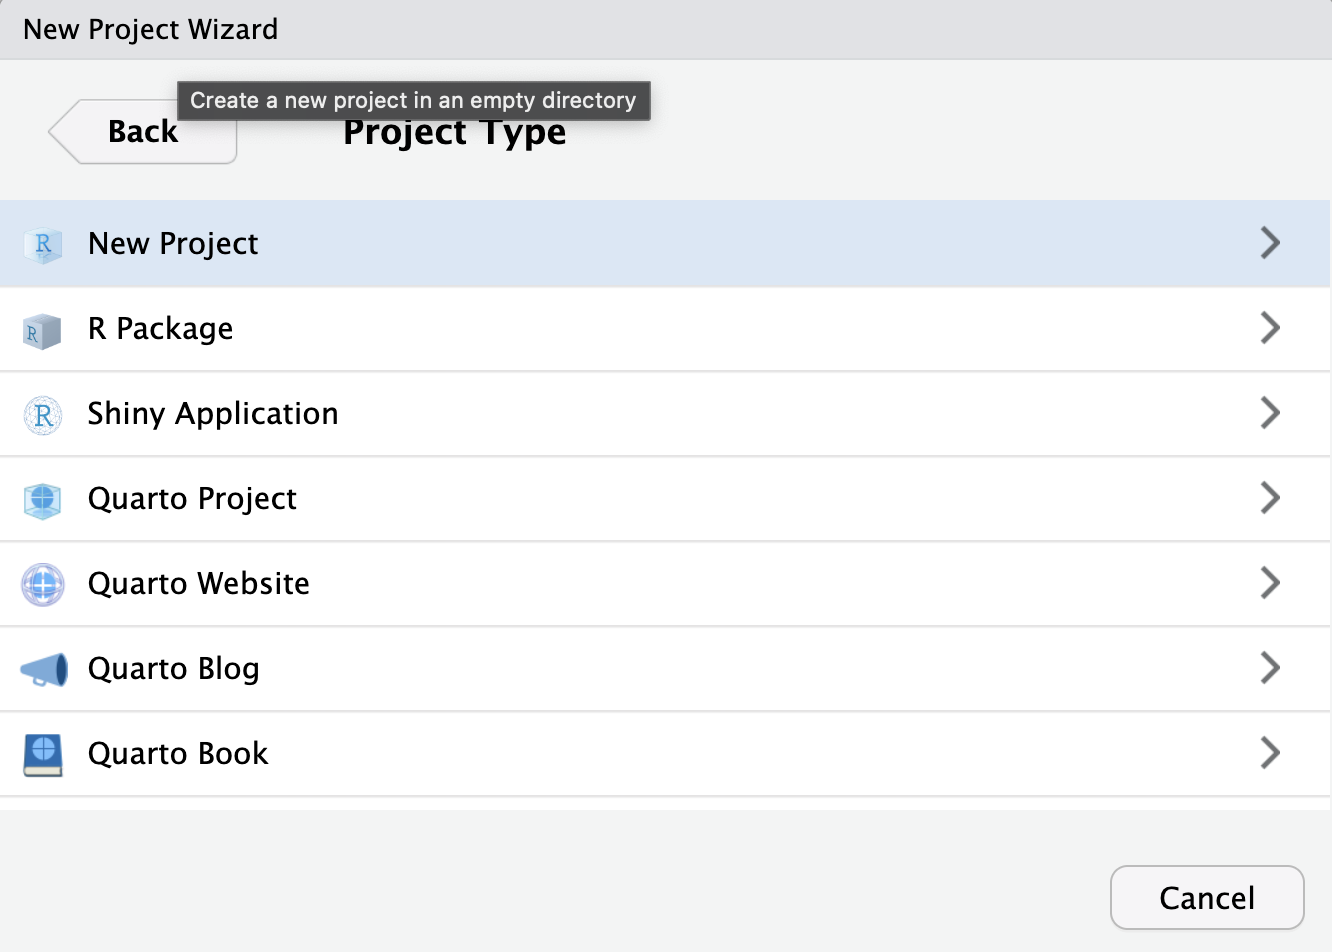 New Project Wizard
Create a new project in an empty directory
Back
Project Type
R New Project
R R Package
R Shiny Application
Quarto Project
Quarto Website
Quarto Blog
Quarto Book
Cancel